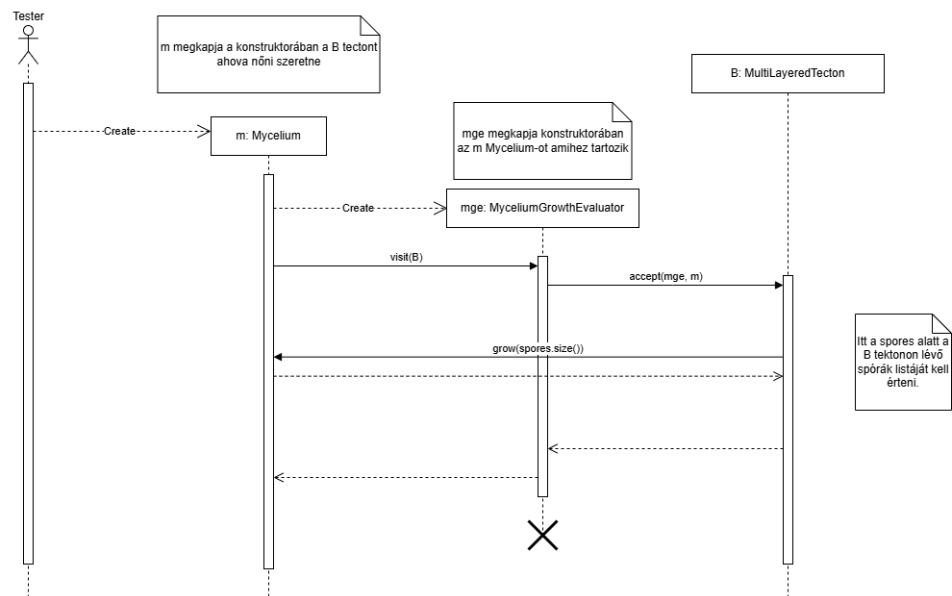 Tester
m megkapja a konstruktorában a B tectont
ahova nőni szeretne
B: MultiLayeredTecton
mge megkapja konstruktorában
az m Mycelium-ot amihez tartozik
Create
m: Mycelium
Create
mge: MyceliumGrowthEvaluator
visit(B)
accept(mge, m)
grow(spores.size())
Itt a spores alatt a
B tektonon lévő
spórák listáját kell
érteni.